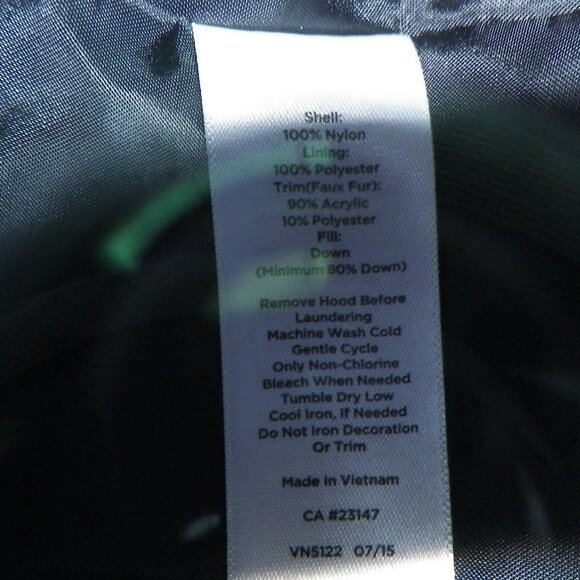 Shell:
100% Nylon
Lining:
100% Polyester
Trim(Faux Fur):
90% Acrylic
10% Polyester
Fill:
Down
(Minimum 80% Down)
Remove Hood Before
Laundering
Machine Wash Cold
Gentle Cycle
Only Non-Chlorine
Bleach When Needed
Tumble Dry Low
Cool Iron, If Needed
Do Not Iron Decoration
Or Trim
Made In Vietnam
CA #23147
VN5122 07/15